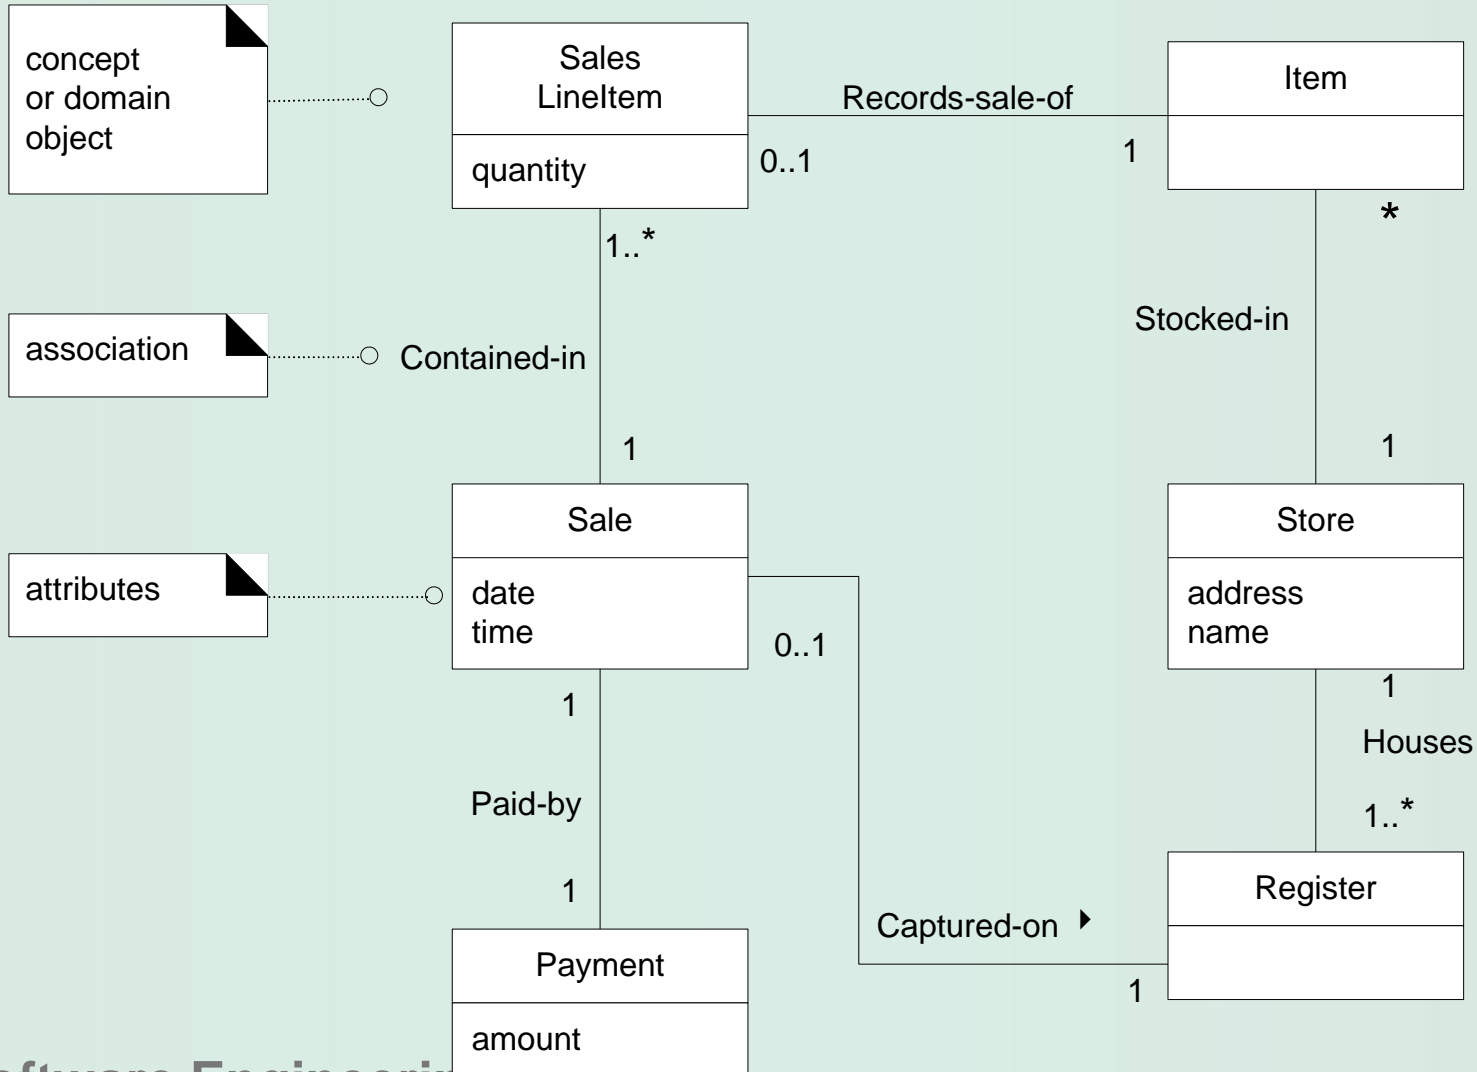 concept
or domain
object
Sales
LineItem
quantity
Records-sale-of
0..1
1
Item
*
1..*
Stocked-in
association
Contained-in
1
1
Sale
date
time
Store
address
name
attributes
0..1
1
1
Houses
Paid-by
1..*
1
Register
Captured-on
1
Payment
amount